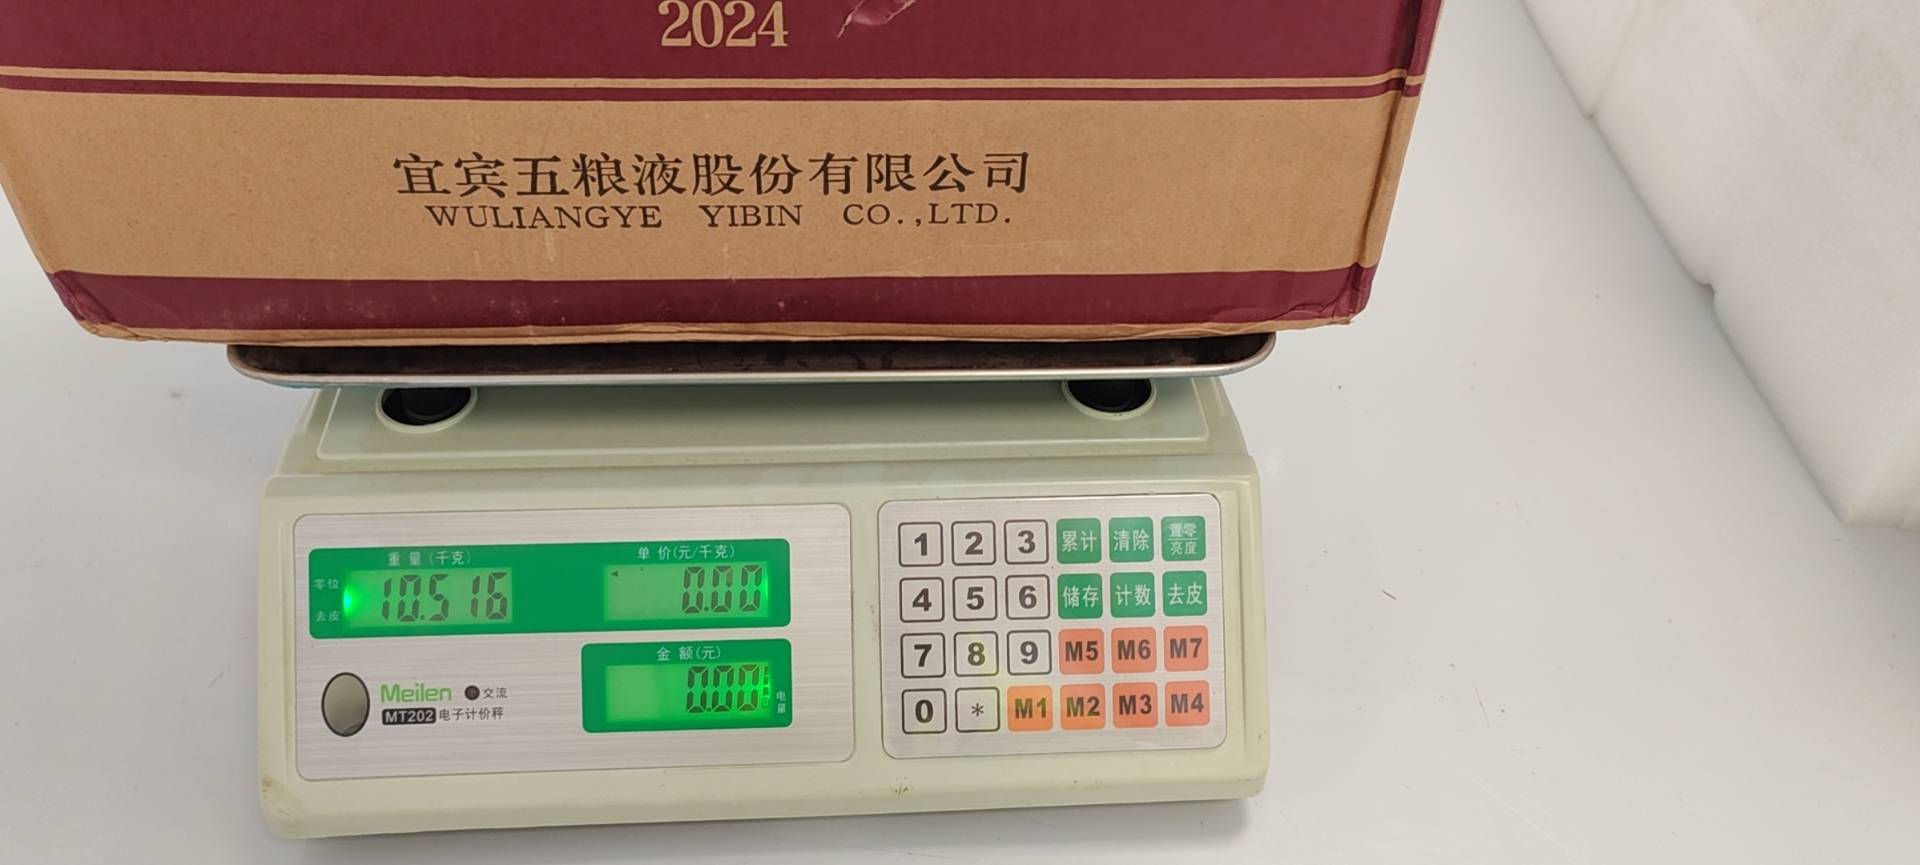 2024
宜宾五粮液股份有限公司
WULIANGYE YIBIN CO.,LTD.
重量(千克)
单价(元/千克)
零位
去皮
10.516
0.00
金额(元)
0.00
电量
Meilen 交流
MT202 电子计价秤
1 2 3 累计 清除 置零 亮度
4 5 6 储存 计数 去皮
7 8 9 M5 M6 M7
0 * M1 M2 M3 M4